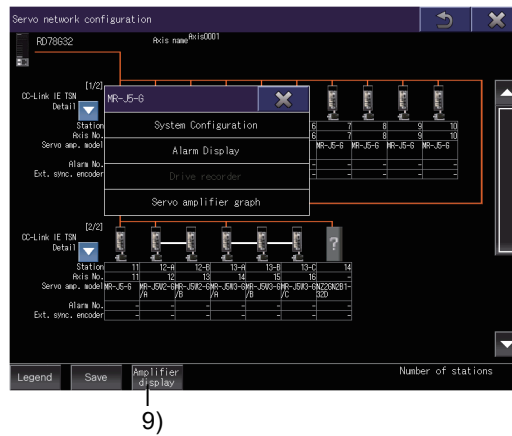 Servo network configuration
RD78G32 Axis name Axis0001
[1/2]
CC-Link IE TSN
Detail
MR-J5-G
System Configuration
Alarm Display
Drive recorder
Servo amplifier graph
Station 6 7 8 9 10
Axis No. 6 7 8 9 10
Servo amp. model MR-J5-G MR-J5-G MR-J5-G MR-J5-G
Alarm No. - - - - -
Ext. sync. encoder - - - - -
[2/2]
CC-Link IE TSN
Detail
?
Station 11 12-A 12-B 13-A 13-B 13-C 14
Axis No. 11 12 13 14 15 16 -
Servo amp. model MR-J5-G MR-J5W2-G MR-J5W2-G MR-J5W3-G MR-J5W3-G MR-J5W3-G NZ2GN2B1-
/A /B /A /B /C 32D
Alarm No. - - - - - - -
Ext. sync. encoder - - - - - - -
Legend Save Amplifier display Number of stations
9)